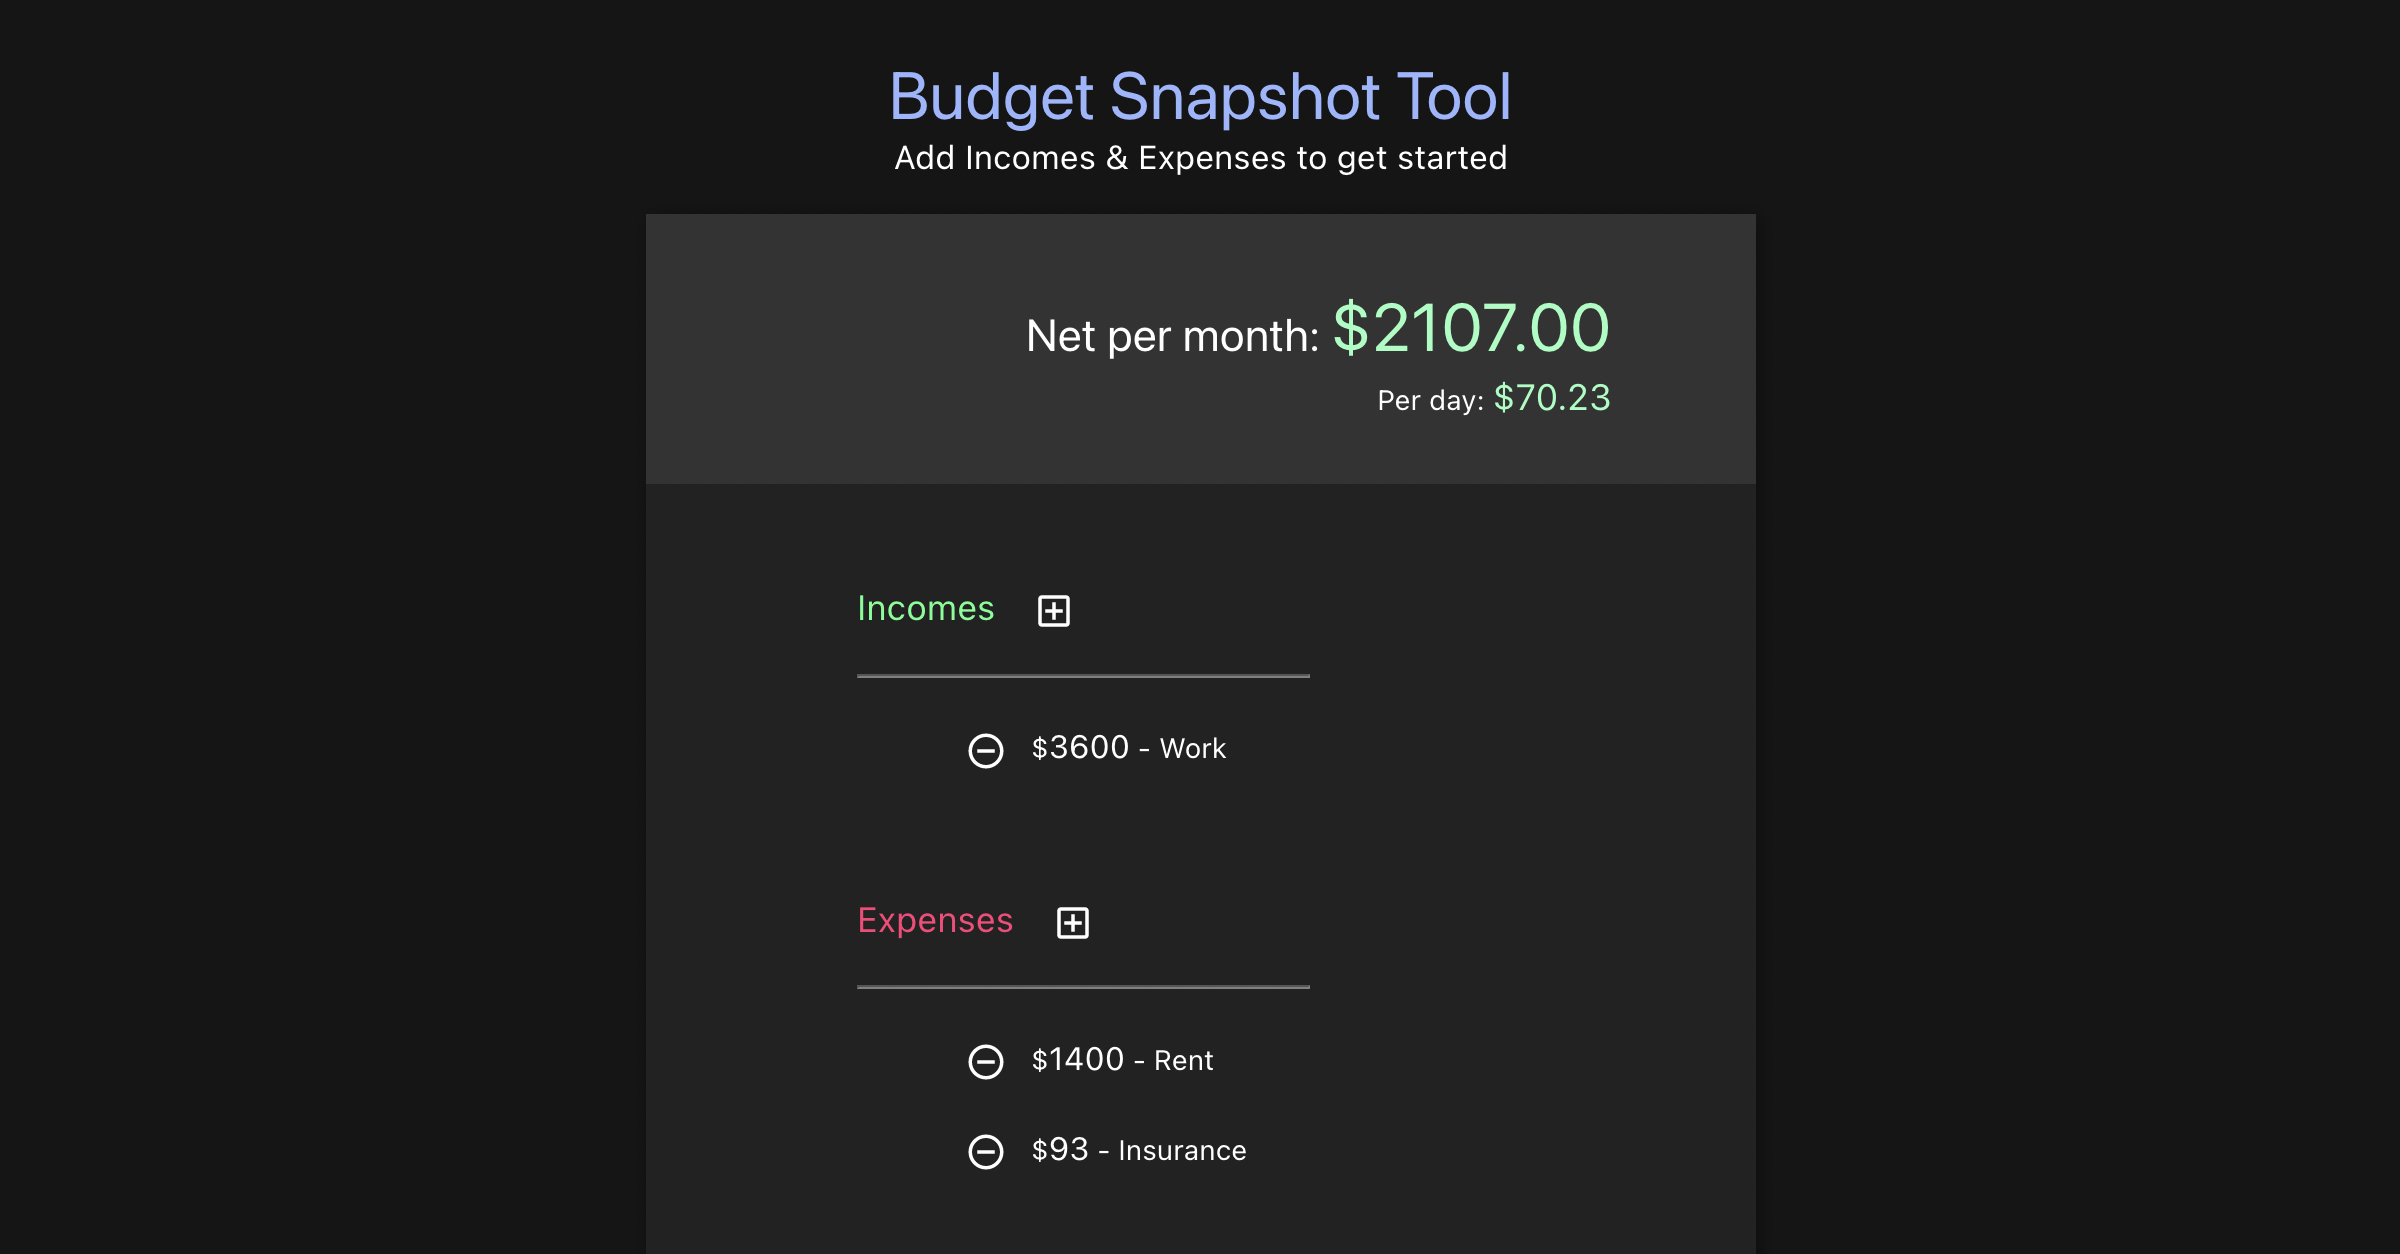 Budget Snapshot Tool
Add Incomes & Expenses to get started
Net per month: $2107.00
Per day: $70.23
Incomes
$3600 - Work
Expenses
$1400 - Rent
$93 - Insurance